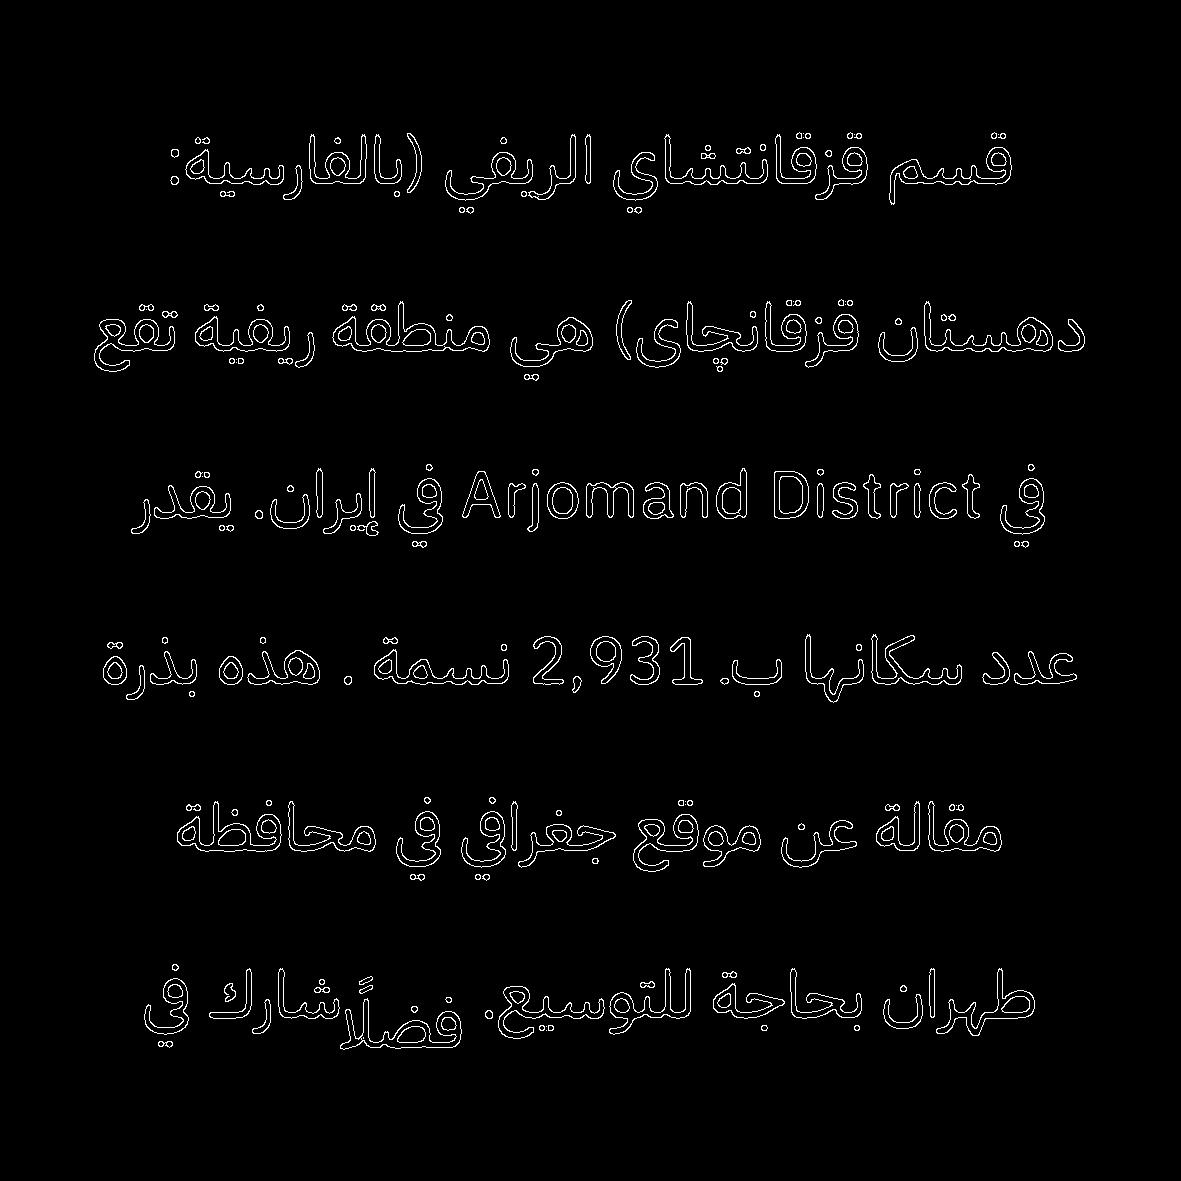 قسم قزقانتشاي الريفي (بالفارسية:
دهستان قزقانچای) هي منطقة ريفية تقع
في Arjomand District في إيران. يقدر
عدد سكانها ب. 2,931 نسمة . هذه بذرة
مقالة عن موقع جغرافي في محافظة
طهران بحاجة للتوسيع. فضلًا شارك في